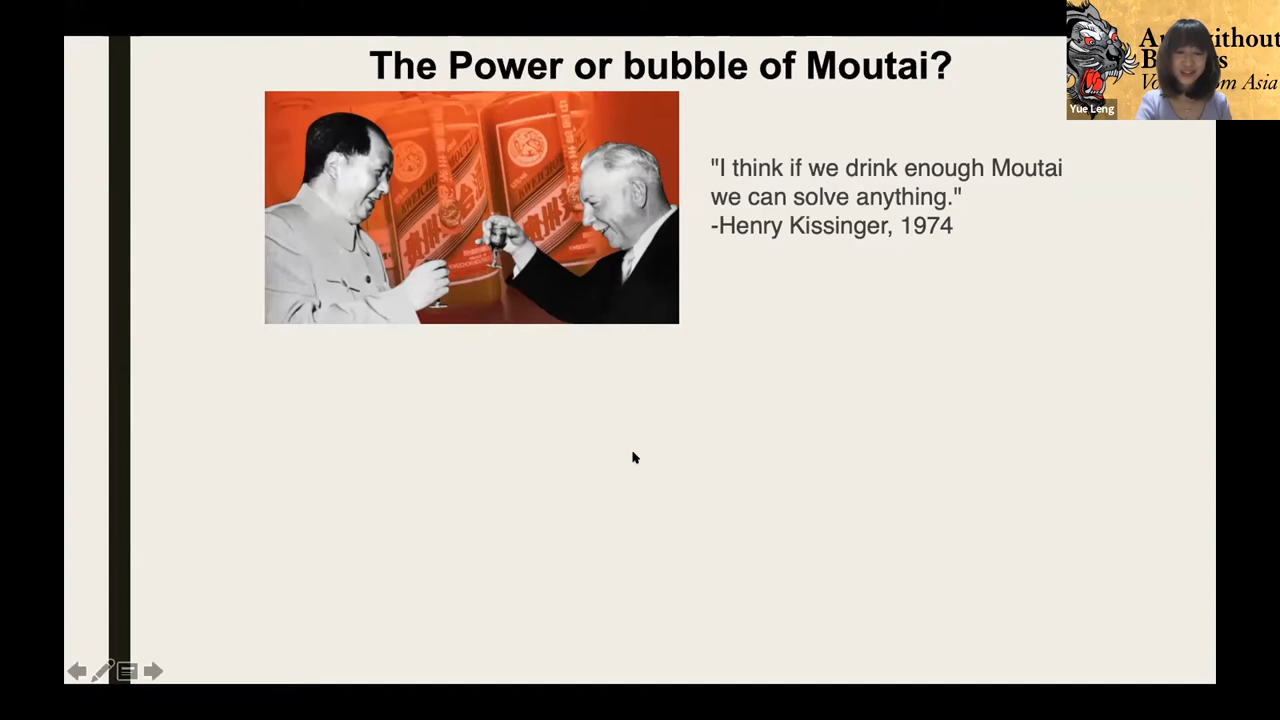 The Power or bubble of Moutai?
"I think if we drink enough Moutai
we can solve anything."
-Henry Kissinger, 1974
Yue Leng